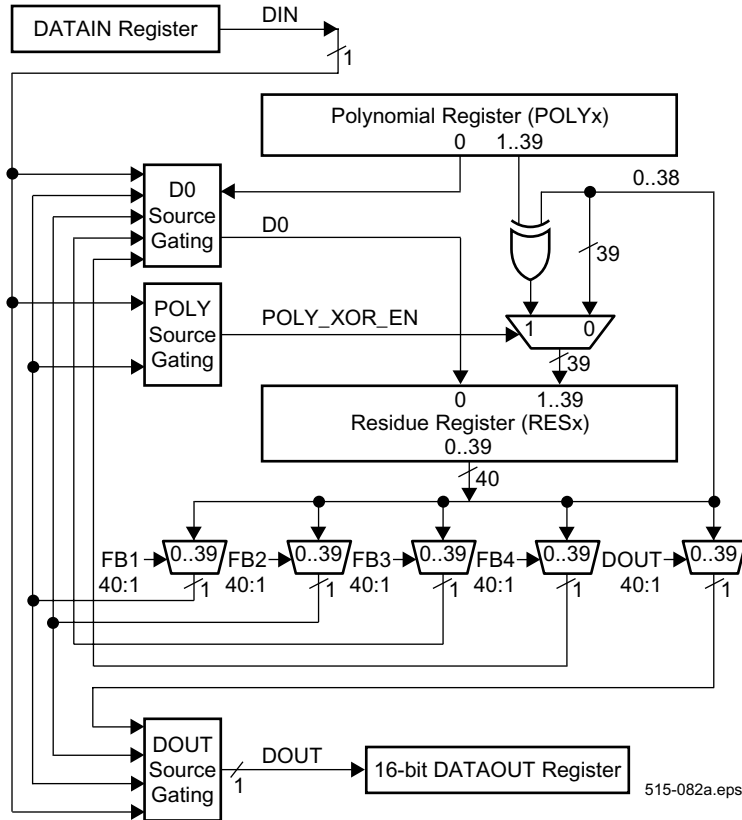 DATAIN Register
DIN
1
Polynomial Register (POLYx)
0 1..39
0..38
D0
Source
Gating
D0
39
POLY
Source
Gating
POLY_XOR_EN
1 0
39
0 1..39
Residue Register (RESx)
0..39
40
0..39 0..39 0..39 0..39 0..39
FB1 FB2 FB3 FB4 DOUT
40:1 40:1 40:1 40:1 40:1
1 1 1 1 1
DOUT
Source
Gating
DOUT
1
16-bit DATAOUT Register
515-082a.eps